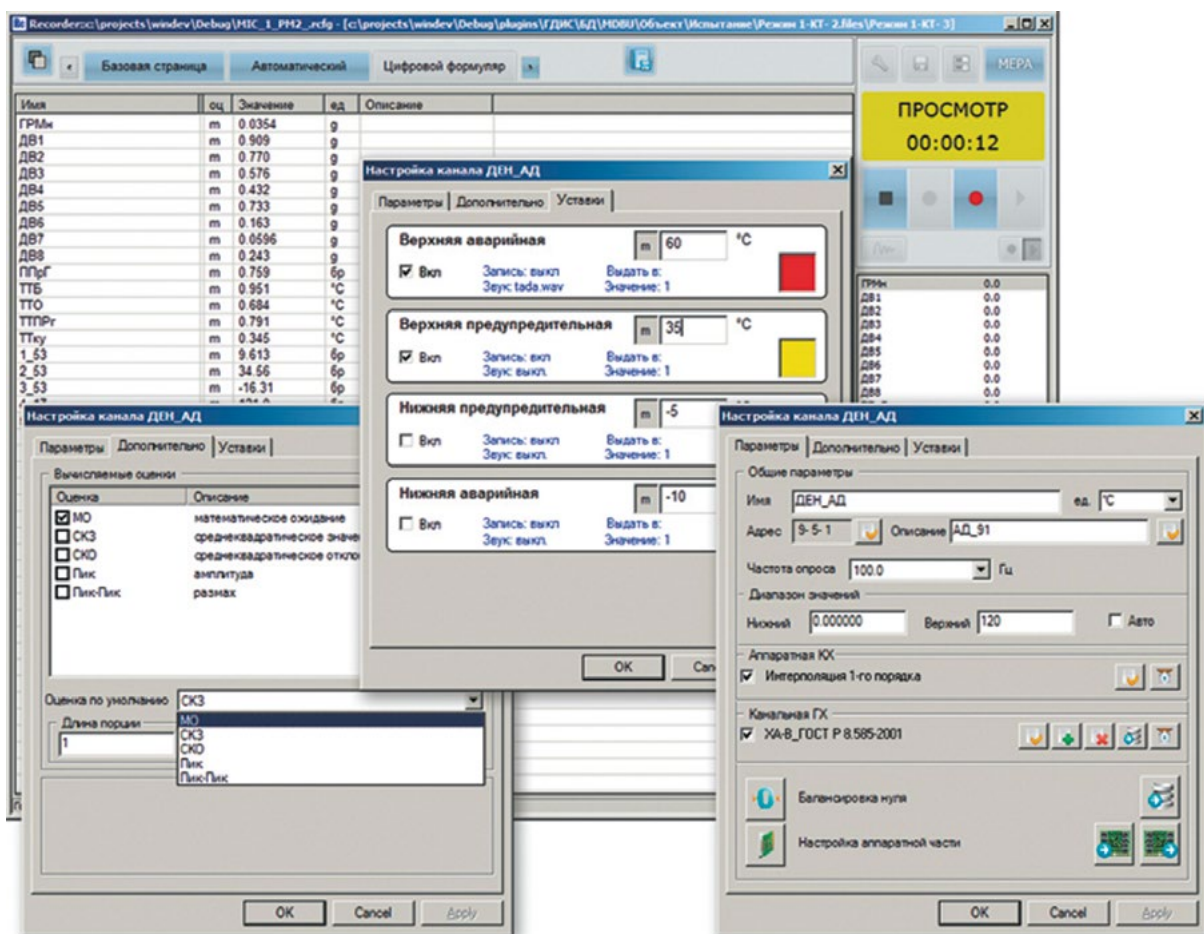 Recorder:c:\projects\windev\Debug\MIC_1_PM2_.rcfg - [c:\projects\windev\Debug\plugins\ГДИС\БД\MDBU\Объект\Испытание\Режим 1-КТ- 2.files\Режим 1-КТ- 3]
Базовая страница Автоматический Цифровой формуляр МЕРА
Имя оц Значение ед Описание
ПРОСМОТР
00:00:12
ГРМн m 0.0354 g
ДВ1 m 0.909 g
ДВ2 m 0.770 g
ДВ3 m 0.576 g
ДВ4 m 0.432 g
ДВ5 m 0.733 g
ДВ6 m 0.163 g
ДВ7 m 0.0596 g
ДВ8 m 0.243 g
ППрГ m 0.759 бр
ТТБ m 0.951 °C
ТТО m 0.684 °C
ТТПРг m 0.791 °C
ТТку m 0.345 °C
1_53 m 9.613 бр
2_53 m 34.56 бр
3_53 m -16.31 бр
ГРМн 0.0
ДВ1 0.0
ДВ2 0.0
ДВ3 0.0
ДВ4 0.0
ДВ5 0.0
ДВ6 0.0
ДВ7 0.0
ДВ8 0.0
Настройка канала ДЕН_АД
Параметры Дополнительно Уставки
Верхняя аварийная m 60 °C
Вкл Запись: выкл Выдать в:
Звук: tada.wav Значение: 1
Верхняя предупредительная m 35 °C
Вкл Запись: вкл Выдать в:
Звук: выкл. Значение: 1
Нижняя предупредительная m -5
Вкл Запись: выкл Выдать в:
Звук: выкл. Значение: 1
Нижняя аварийная m -10
Вкл Запись: выкл Выдать в:
Звук: выкл. Значение: 1
OK
Настройка канала ДЕН_АД
Параметры Дополнительно Уставки
Вычисляемые оценки
Оценка Описание
МО математическое ожидание
СКЗ среднеквадратическое
СКО среднеквадратическое
Пик амплитуда
Пик-Пик размах
Оценка по умолчанию СКЗ
МО
СКЗ
СКО
Пик
Пик-Пик
Длина порции
1
OK Cancel Apply
Настройка канала ДЕН_АД
Параметры Дополнительно Уставки
Общие параметры
Имя ДЕН_АД ед. °C
Адрес 9- 5- 1 Описание АД_91
Частота опроса 100.0 Гц
Диапазон значений
Нижний 0.000000 Верхний 120 Авто
Аппаратная КХ
Интерполяция 1-го порядка
Канальная ГХ
ХА-В_ГОСТ Р 8.585-2001
Балансировка нуля
Настройка аппаратной части
OK Cancel Apply